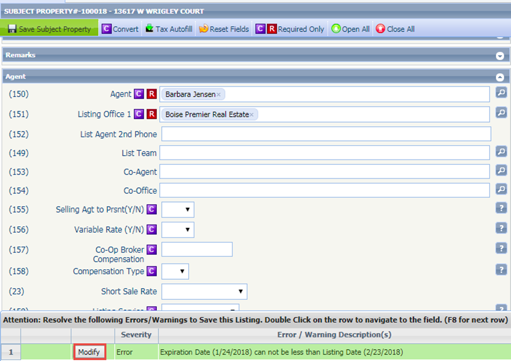 SUBJECT PROPERTY#-100018 - 13617 W WRIGLEY COURT
Save Subject Property C Convert Tax Autofill Reset Fields C R Required Only Open All Close All
Remarks
Agent
(150) Agent C R Barbara Jensen×
(151) Listing Office 1 C R Boise Premier Real Estate×
(152) List Agent 2nd Phone
(149) List Team
(153) Co-Agent
(154) Co-Office
(155) Selling Agt to Prsnt(Y/N) C ?
(156) Variable Rate (Y/N) C ?
(157) Co-Op Broker C ?
Compensation
(158) Compensation Type C ?
(23) Short Sale Rate ?
Attention: Resolve the following Errors/Warnings to Save this Listing. Double Click on the row to navigate to the field. (F8 for next row)
Severity Error / Warning Description(s)
1 Modify Error Expiration Date (1/24/2018) can not be less than Listing Date (2/23/2018)